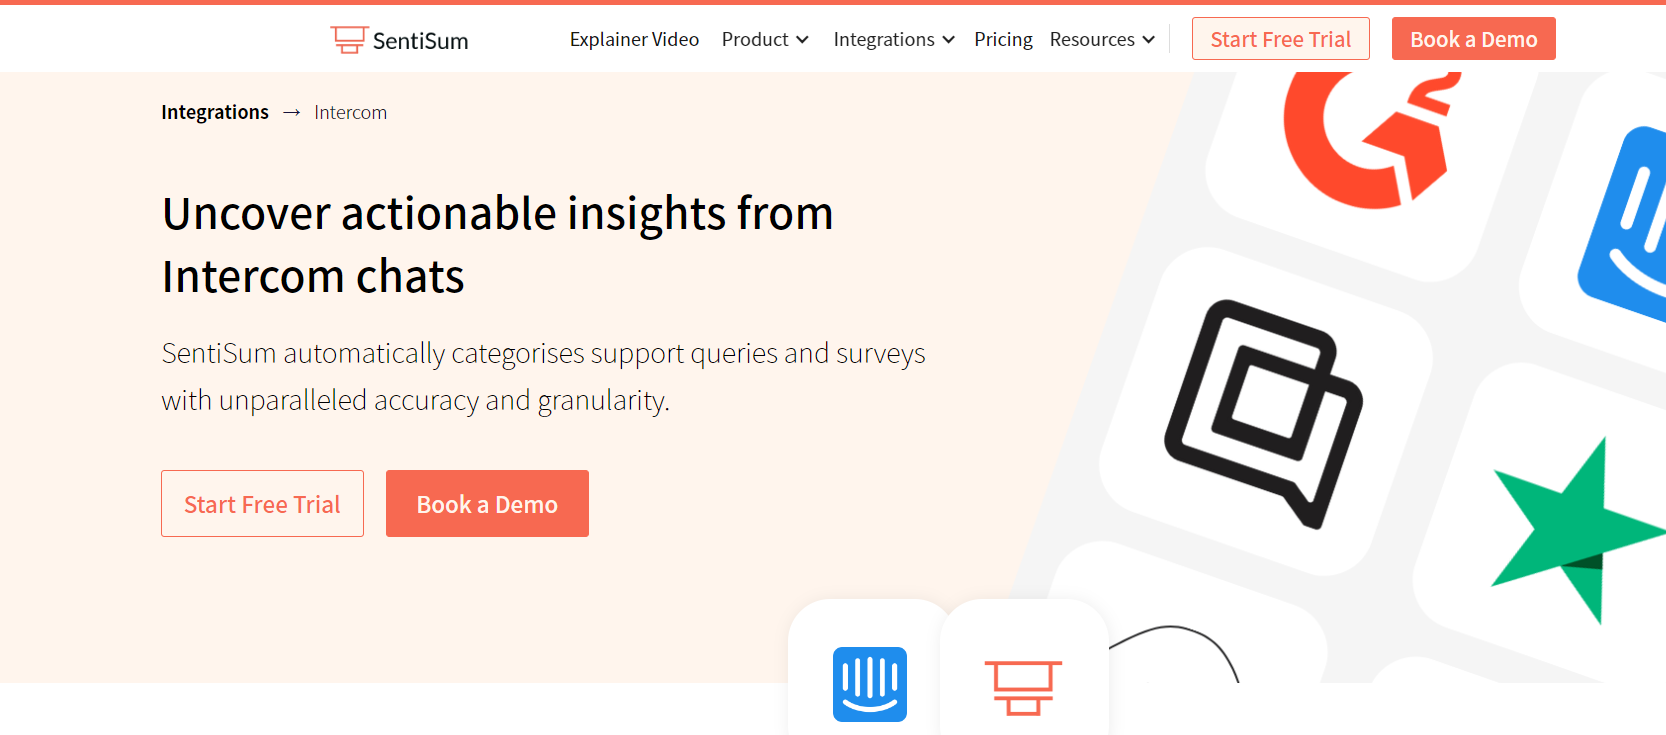 SentiSum
Explainer Video
Product
Integrations
Pricing
Resources
Start Free Trial
Book a Demo
Integrations → Intercom
Uncover actionable insights from
Intercom chats
SentiSum automatically categorises support queries and surveys
with unparalleled accuracy and granularity.
Start Free Trial
Book a Demo